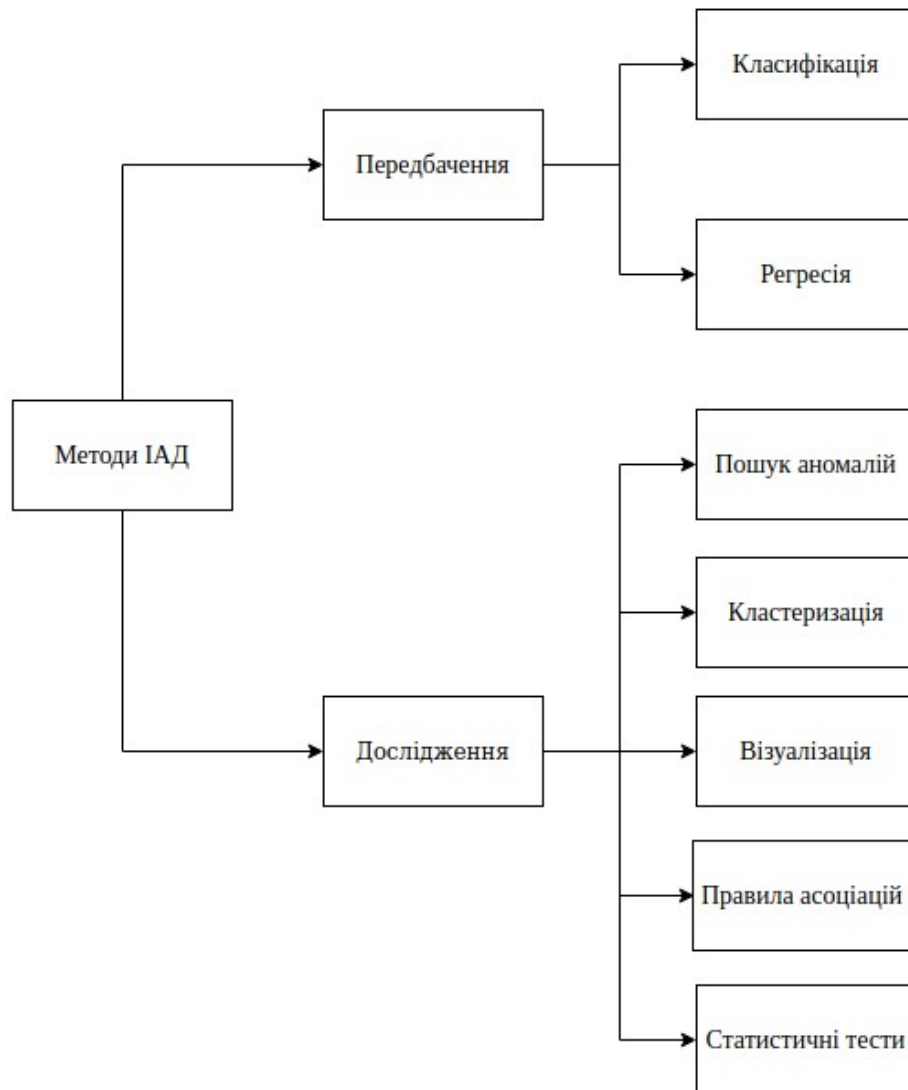 Класифікація
Передбачення
Регресія
Методи ІАД
Пошук аномалій
Кластеризація
Дослідження
Візуалізація
Правила асоціацій
Статистичні тести